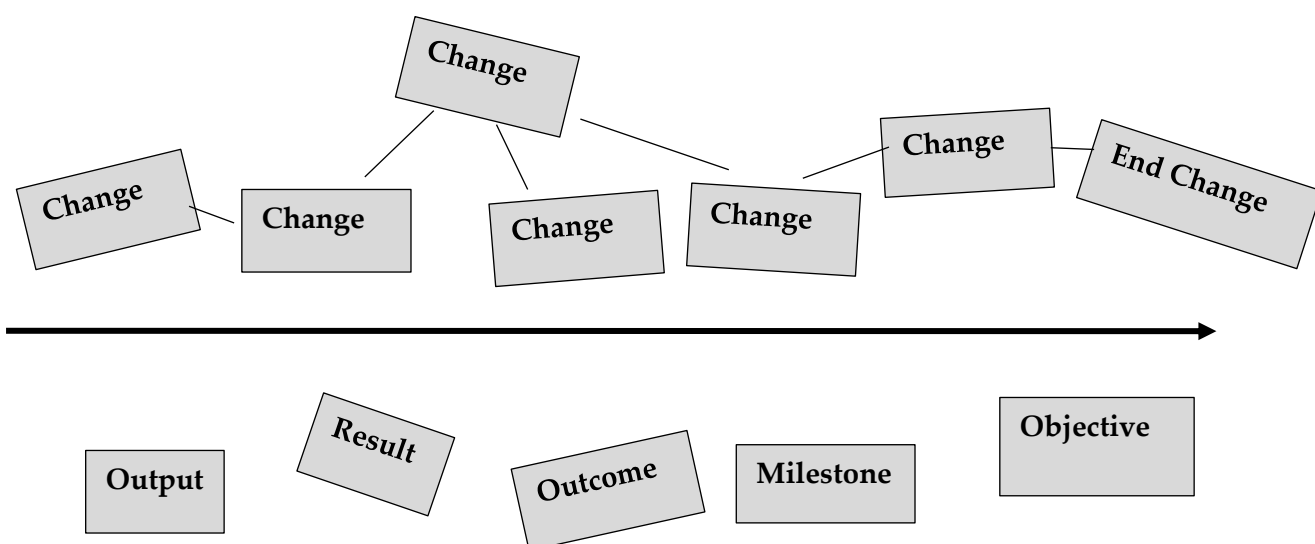 Change
Change
Change
Change
Change
Change
End Change
Output
Result
Outcome
Milestone
Objective